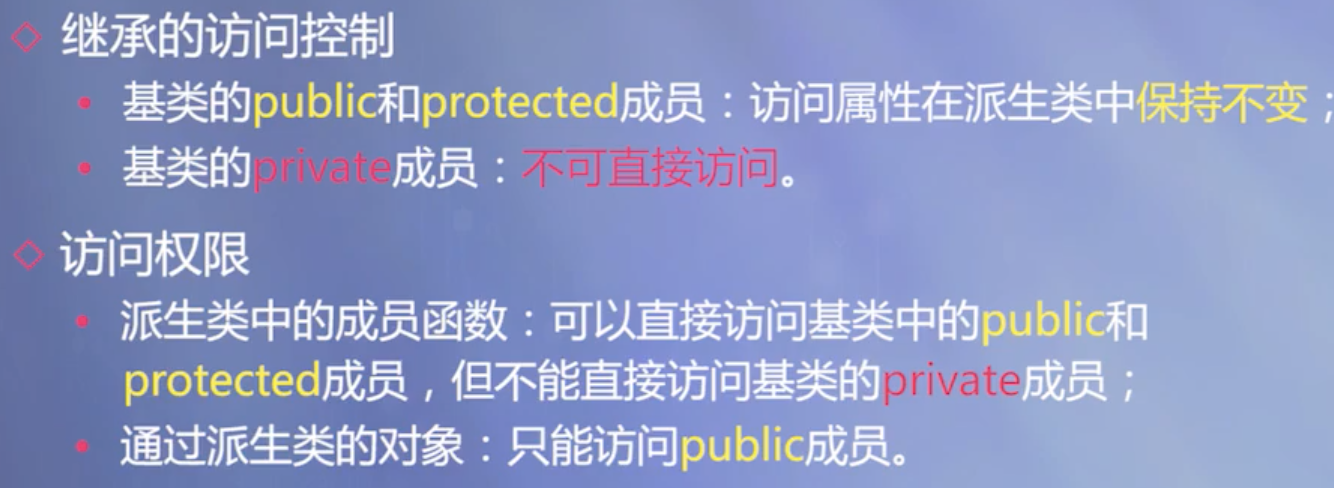 继承的访问控制
基类的public和protected成员：访问属性在派生类中保持不变；
基类的private成员：不可直接访问。
访问权限
派生类中的成员函数：可以直接访问基类中的public和
protected成员，但不能直接访问基类的private成员；
通过派生类的对象：只能访问public成员。